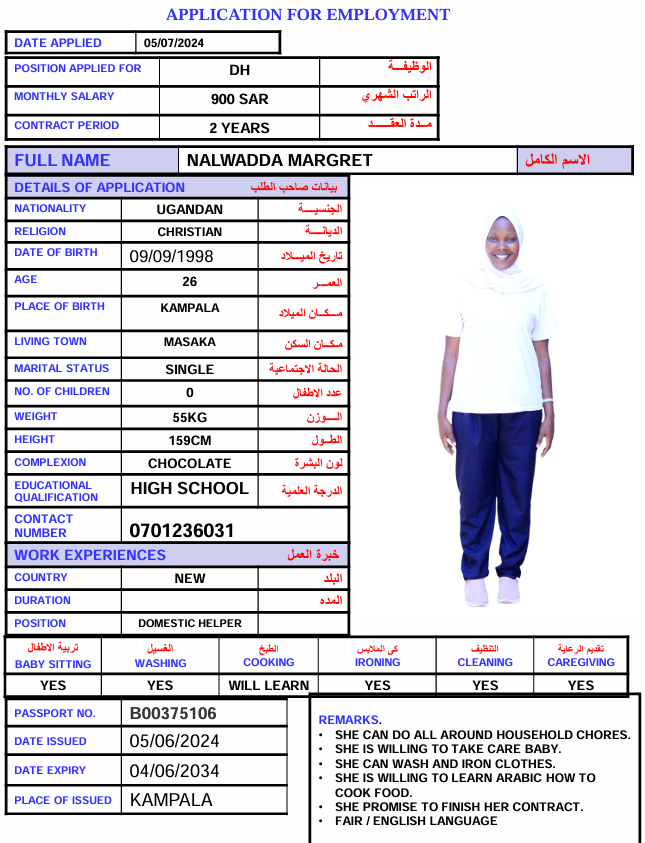 APPLICATION FOR EMPLOYMENT
DATE APPLIED 05/07/2024
POSITION APPLIED FOR DH الوظيفـــة
MONTHLY SALARY 900 SAR الراتب الشهري
CONTRACT PERIOD 2 YEARS مــدة العقـــــد
FULL NAME NALWADDA MARGRET الاسم الكامل
DETAILS OF APPLICATION بيانات صاحب الطلب
NATIONALITY UGANDAN الجنسيــــة
RELIGION CHRISTIAN الديانــــة
DATE OF BIRTH 09/09/1998 تاريخ الميـــلاد
AGE 26 العمـــر
PLACE OF BIRTH KAMPALA مـــكـــان الميلاد
LIVING TOWN MASAKA مـكـــان السكن
MARITAL STATUS SINGLE الحالة الاجتماعية
NO. OF CHILDREN 0 عدد الاطفال
WEIGHT 55KG الـــوزن
HEIGHT 159CM الطــول
COMPLEXION CHOCOLATE لون البشرة
EDUCATIONAL QUALIFICATION HIGH SCHOOL الدرجة العلمية
CONTACT NUMBER 0701236031
WORK EXPERIENCES خبرة العمل
COUNTRY NEW البلد
DURATION المده
POSITION DOMESTIC HELPER
تربية الاطفال الغسيل الطبخ كى الملابس التنظيف تقديم الرعاية
BABY SITTING WASHING COOKING IRONING CLEANING CAREGIVING
YES YES WILL LEARN YES YES YES
PASSPORT NO. B00375106
DATE ISSUED 05/06/2024
DATE EXPIRY 04/06/2034
PLACE OF ISSUED KAMPALA
REMARKS.
• SHE CAN DO ALL AROUND HOUSEHOLD CHORES.
• SHE IS WILLING TO TAKE CARE BABY.
• SHE CAN WASH AND IRON CLOTHES.
• SHE IS WILLING TO LEARN ARABIC HOW TO
COOK FOOD.
• SHE PROMISE TO FINISH HER CONTRACT.
• FAIR / ENGLISH LANGUAGE